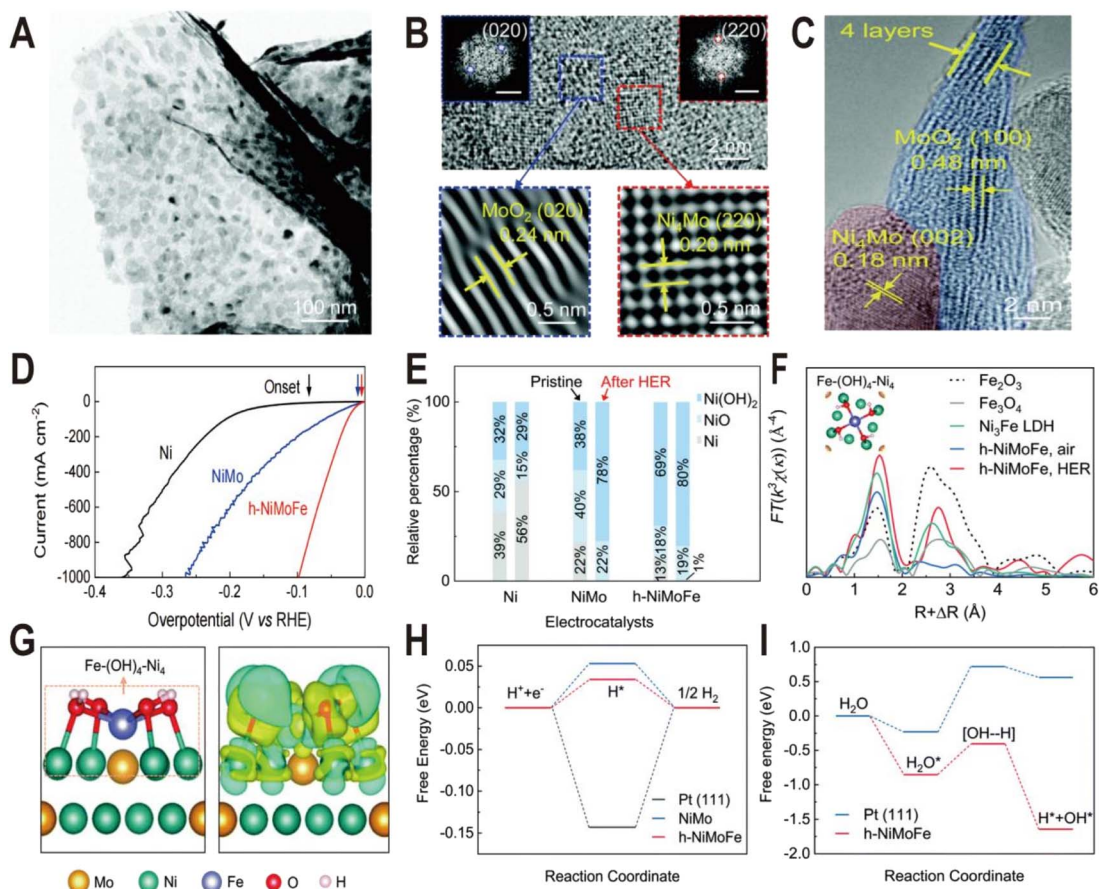 A
100 nm
B
(020)
(220)
2 nm
MoO2 (020)
0.24 nm
0.5 nm
Ni4Mo (220)
0.20 nm
0.5 nm
C
4 layers
MoO2 (100)
0.48 nm
Ni4Mo (002)
0.18 nm
2 nm
D
Onset
Ni
NiMo
h-NiMoFe
0
-200
-400
-600
-800
-1000
-0.4 -0.3 -0.2 -0.1 0.0
Current (mA cm-2)
Overpotential (V vs RHE)
E
Pristine After HER
Ni(OH)2
NiO
Ni
100
50
0
Relative percentage (%)
32% 29% 38% 78% 69% 80%
29% 15% 40% 18%
39% 56% 22% 22% 13% 19% 1%
Ni NiMo h-NiMoFe
Electrocatalysts
F
Fe-(OH)4-Ni4
Fe2O3
Fe3O4
Ni3Fe LDH
h-NiMoFe, air
h-NiMoFe, HER
FT(k3χ(κ)) (Å-4)
0 1 2 3 4 5 6
R+ΔR (Å)
G
Fe-(OH)4-Ni4
Mo Ni Fe O H
H
0.05
0.00
-0.05
-0.10
-0.15
Free Energy (eV)
H++e-
H*
1/2 H2
Pt (111)
NiMo
h-NiMoFe
Reaction Coordinate
I
1.0
0.5
0.0
-0.5
-1.0
-1.5
-2.0
Free energy (eV)
H2O
H2O*
[OH--H]
H*+OH*
Pt (111)
h-NiMoFe
Reaction Coordinate